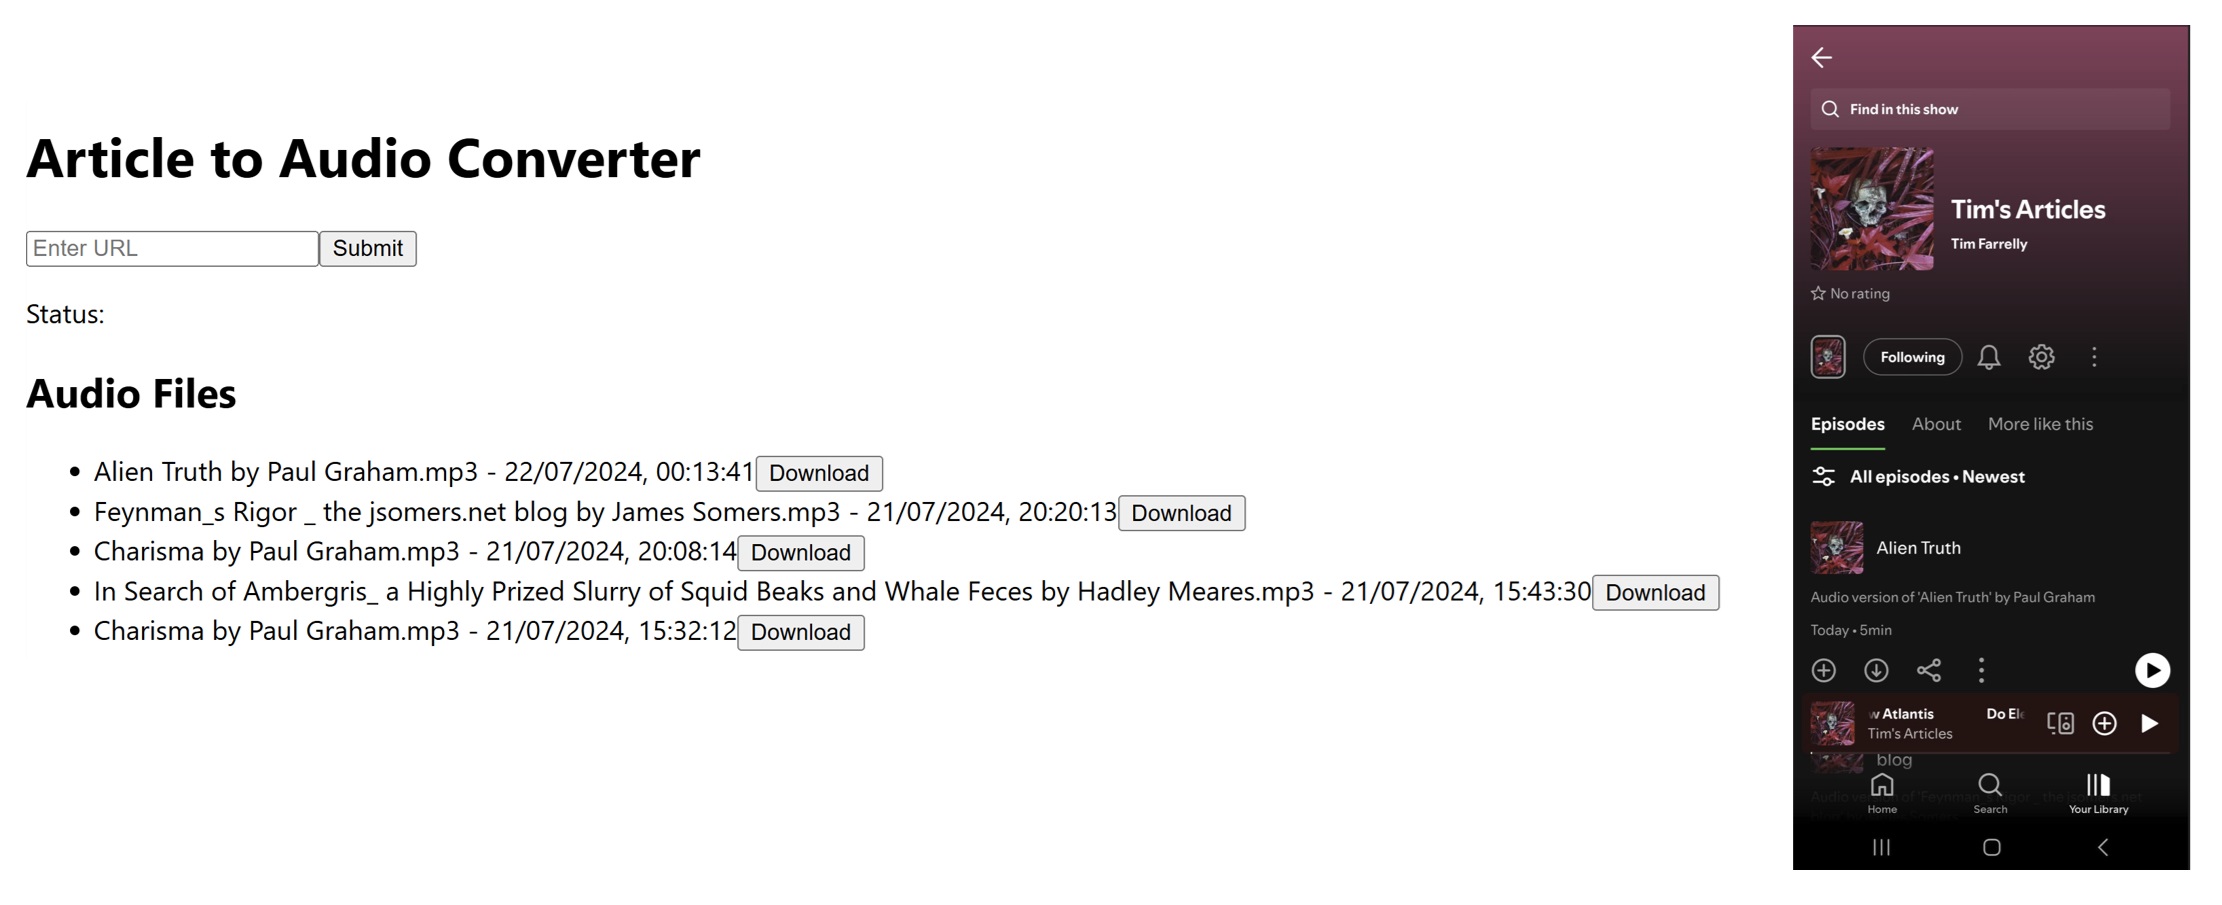 Article to Audio Converter
Enter URL
Submit
Status:
Audio Files
Alien Truth by Paul Graham.mp3 - 22/07/2024, 00:13:41 Download
Feynman_s Rigor _ the jsomers.net blog by James Somers.mp3 - 21/07/2024, 20:20:13 Download
Charisma by Paul Graham.mp3 - 21/07/2024, 20:08:14 Download
In Search of Ambergris_ a Highly Prized Slurry of Squid Beaks and Whale Feces by Hadley Meares.mp3 - 21/07/2024, 15:43:30 Download
Charisma by Paul Graham.mp3 - 21/07/2024, 15:32:12 Download
Find in this show
Tim's Articles
Tim Farrelly
No rating
Following
Episodes About More like this
All episodes • Newest
Alien Truth
Audio version of 'Alien Truth' by Paul Graham
Today • 5min
w Atlantis Do El
Tim's Articles
blog
Audio version of 'Feynman_s Rigor _ the jsomers.net
Home Search Your Library